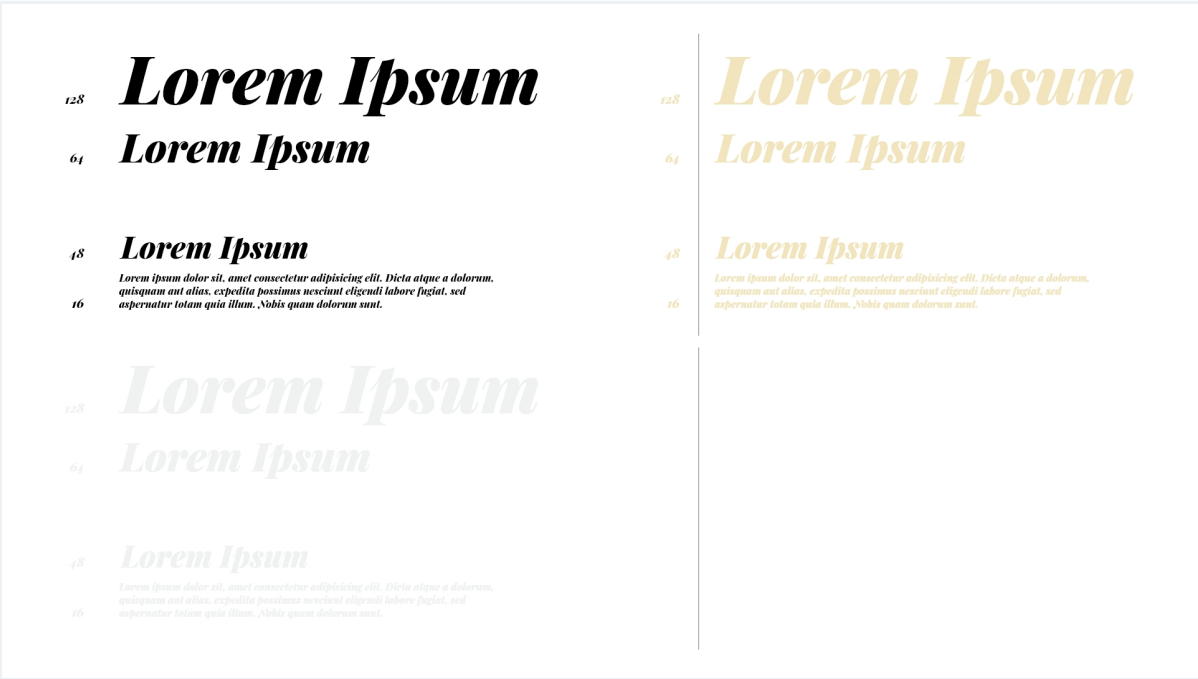 128 Lorem Ipsum
64 Lorem Ipsum
48 Lorem Ipsum
Lorem ipsum dolor sit, amet consectetur adipisicing elit. Dicta atque a dolorum,
quisquam aut alias, expedita possimus nesciunt eligendi labore fugiat, sed
16 aspernatur totam quia illum. Nobis quam dolorum sunt.
128 Lorem Ipsum
64 Lorem Ipsum
48 Lorem Ipsum
Lorem ipsum dolor sit, amet consectetur adipisicing elit. Dicta atque a dolorum,
quisquam aut alias, expedita possimus nesciunt eligendi labore fugiat, sed
16 aspernatur totam quia illum. Nobis quam dolorum sunt.
128 Lorem Ipsum
64 Lorem Ipsum
48 Lorem Ipsum
Lorem ipsum dolor sit, amet consectetur adipisicing elit. Dicta atque a dolorum,
quisquam aut alias, expedita possimus nesciunt eligendi labore fugiat, sed
16 aspernatur totam quia illum. Nobis quam dolorum sunt.